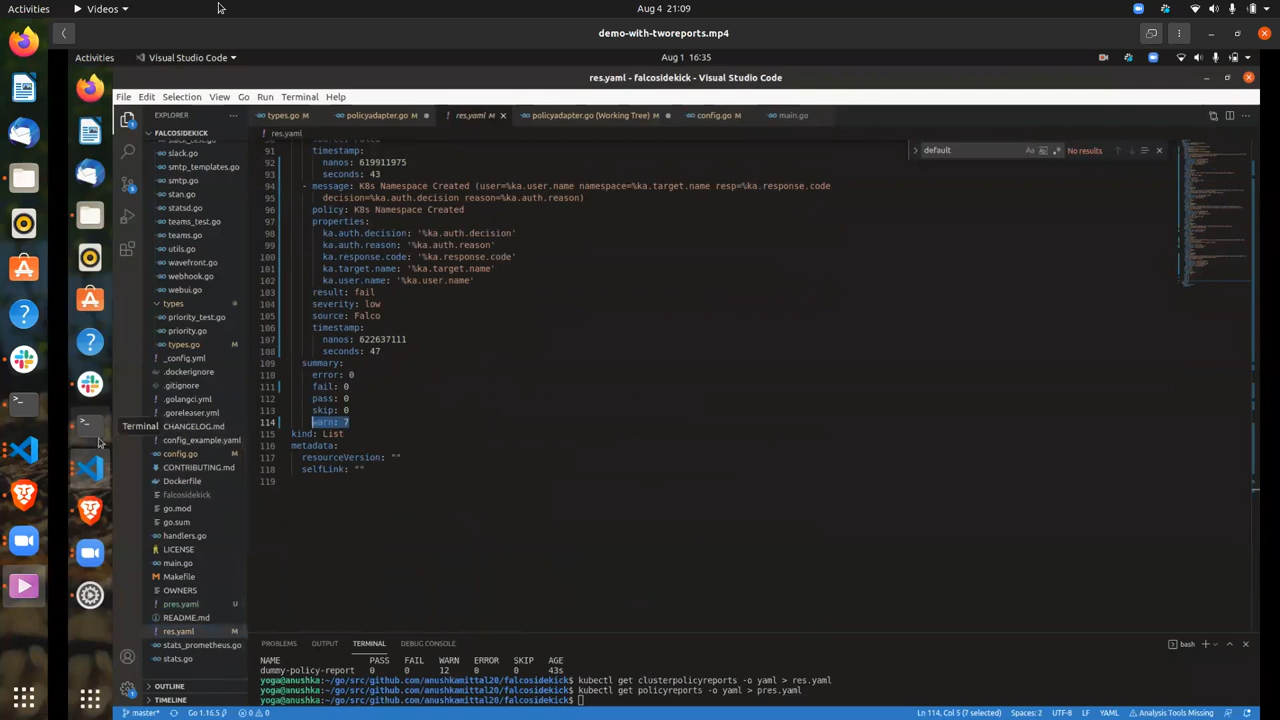 Activities
Videos
Aug 4 21:09
demo-with-tworeports.mp4
Activities
Visual Studio Code
Aug 1 16:35
res.yaml - falcosidekick - Visual Studio Code
File Edit Selection View Go Run Terminal Help
EXPLORER
types.go M
policyadapter.go
res.yaml M
policyadapter.go (Working Tree) M
config.go M
main.go
FALCOSIDEKICK
res.yaml
slack.go
smtp_templates.go
smtp.go
stan.go
statsd.go
teams_test.go
teams.go
utils.go
wavefront.go
webhook.go
webui.go
types
priority_test.go
priority.go
types.go M
_config.yml
.dockerignore
.gitignore
.golangci.yml
.goreleaser.yml
CHANGELOG.md
config_example.yaml
config.go M
CONTRIBUTING.md
Dockerfile
falcosidekick
go.mod
go.sum
handlers.go
LICENSE
main.go
Makefile
OWNERS
pres.yaml U
README.md
res.yaml M
stats_prometheus.go
stats.go
OUTLINE
TIMELINE
Terminal
default
Aa
No results
91 timestamp:
92 nanos: 619911975
93 seconds: 43
94 - message: K8s Namespace Created (user=%ka.user.name namespace=%ka.target.name resp=%ka.response.code
95 decision=%ka.auth.decision reason=%ka.auth.reason)
96 policy: K8s Namespace Created
97 properties:
98 ka.auth.decision: '%ka.auth.decision'
99 ka.auth.reason: '%ka.auth.reason'
100 ka.response.code: '%ka.response.code'
101 ka.target.name: '%ka.target.name'
102 ka.user.name: '%ka.user.name'
103 result: fail
104 severity: low
105 source: Falco
106 timestamp:
107 nanos: 622637111
108 seconds: 47
109 summary:
110 error: 0
111 fail: 0
112 pass: 0
113 skip: 0
114 warn: 7
115 kind: List
116 metadata:
117 resourceVersion: ""
118 selfLink: ""
119
PROBLEMS OUTPUT TERMINAL DEBUG CONSOLE
bash
NAME PASS FAIL WARN ERROR SKIP AGE
dummy-policy-report 0 0 12 0 0 43s
yoga@anushka:~/go/src/github.com/anushkamittal20/falcosidekick$ kubectl get clusterpolicyreports -o yaml > res.yaml
yoga@anushka:~/go/src/github.com/anushkamittal20/falcosidekick$ kubectl get policyreports -o yaml > pres.yaml
yoga@anushka:~/go/src/github.com/anushkamittal20/falcosidekick$
master* Go 1.16.5 0 0 Ln 114, Col 5 (7 selected) Spaces: 2 UTF-8 LF YAML Analysis Tools Missing